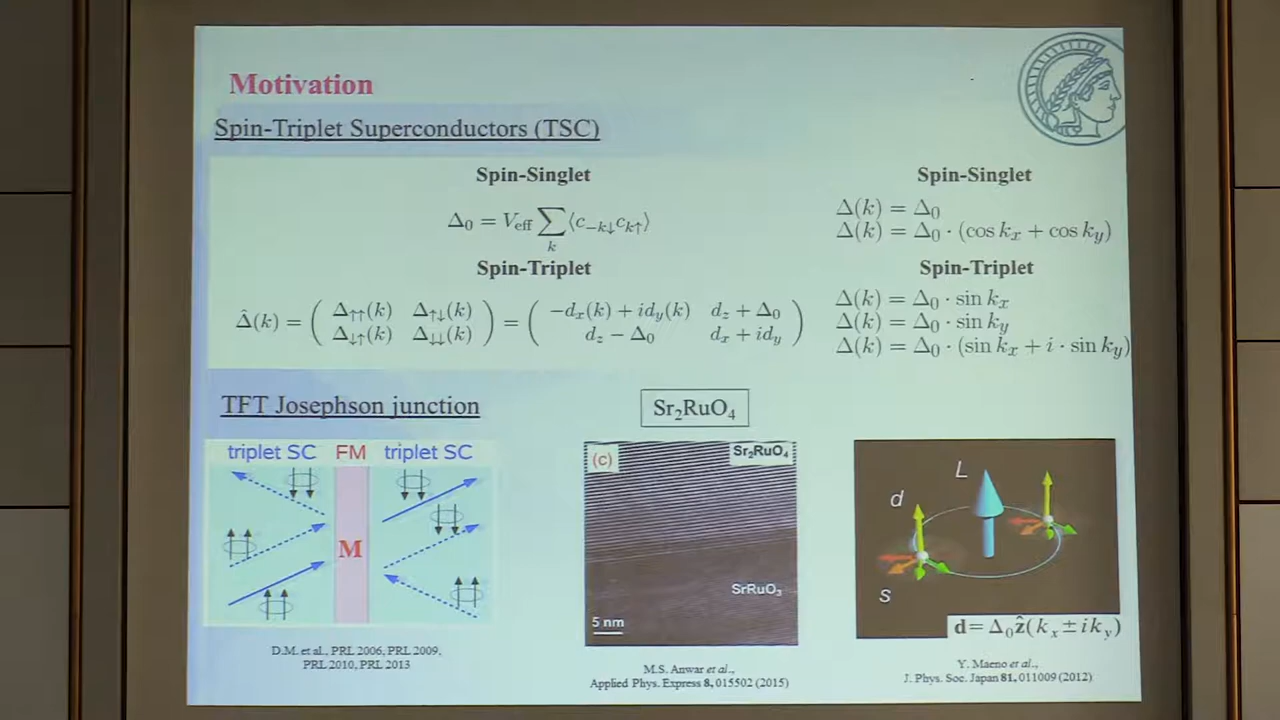 Motivation
Spin-Triplet Superconductors (TSC)
Spin-Singlet
Δ₀ = V_eff ∑_k ⟨c_{-k↓}c_{k↑}⟩
Spin-Triplet
Δ̂(k) = ( Δ↑↑(k) Δ↑↓(k) ) = ( −d_x(k) + id_y(k) d_z + Δ₀ )
( Δ↓↑(k) Δ↓↓(k) ) ( d_z − Δ₀ d_x + id_y )
Spin-Singlet
Δ(k) = Δ₀
Δ(k) = Δ₀ · (cos k_x + cos k_y)
Spin-Triplet
Δ(k) = Δ₀ · sin k_x
Δ(k) = Δ₀ · sin k_y
Δ(k) = Δ₀ · (sin k_x + i · sin k_y)
TFT Josephson junction
triplet SC FM triplet SC
M
D.M. et al., PRL 2006, PRL 2009,
PRL 2010, PRL 2013
Sr₂RuO₄
(c)
Sr₂RuO₄
SrRuO₃
5 nm
M.S. Anwar et al.,
Applied Phys. Express 8, 015502 (2015)
L
d
S
d = Δ₀ẑ(k_x ± ik_y)
Y. Maeno et al.,
J. Phys. Soc. Japan 81, 011009 (2012)